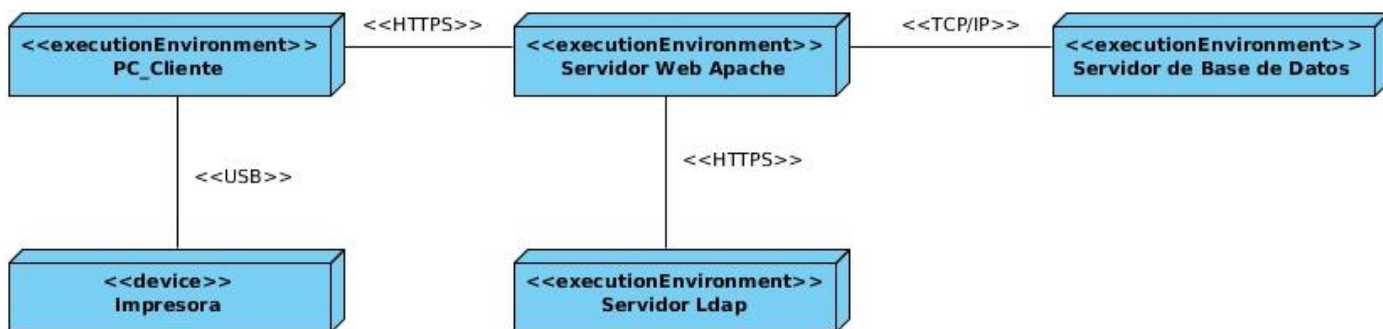 <<executionEnvironment>>
PC_Cliente
<<HTTPS>>
<<executionEnvironment>>
Servidor Web Apache
<<TCP/IP>>
<<executionEnvironment>>
Servidor de Base de Datos
<<USB>>
<<HTTPS>>
<<device>>
Impresora
<<executionEnvironment>>
Servidor Ldap